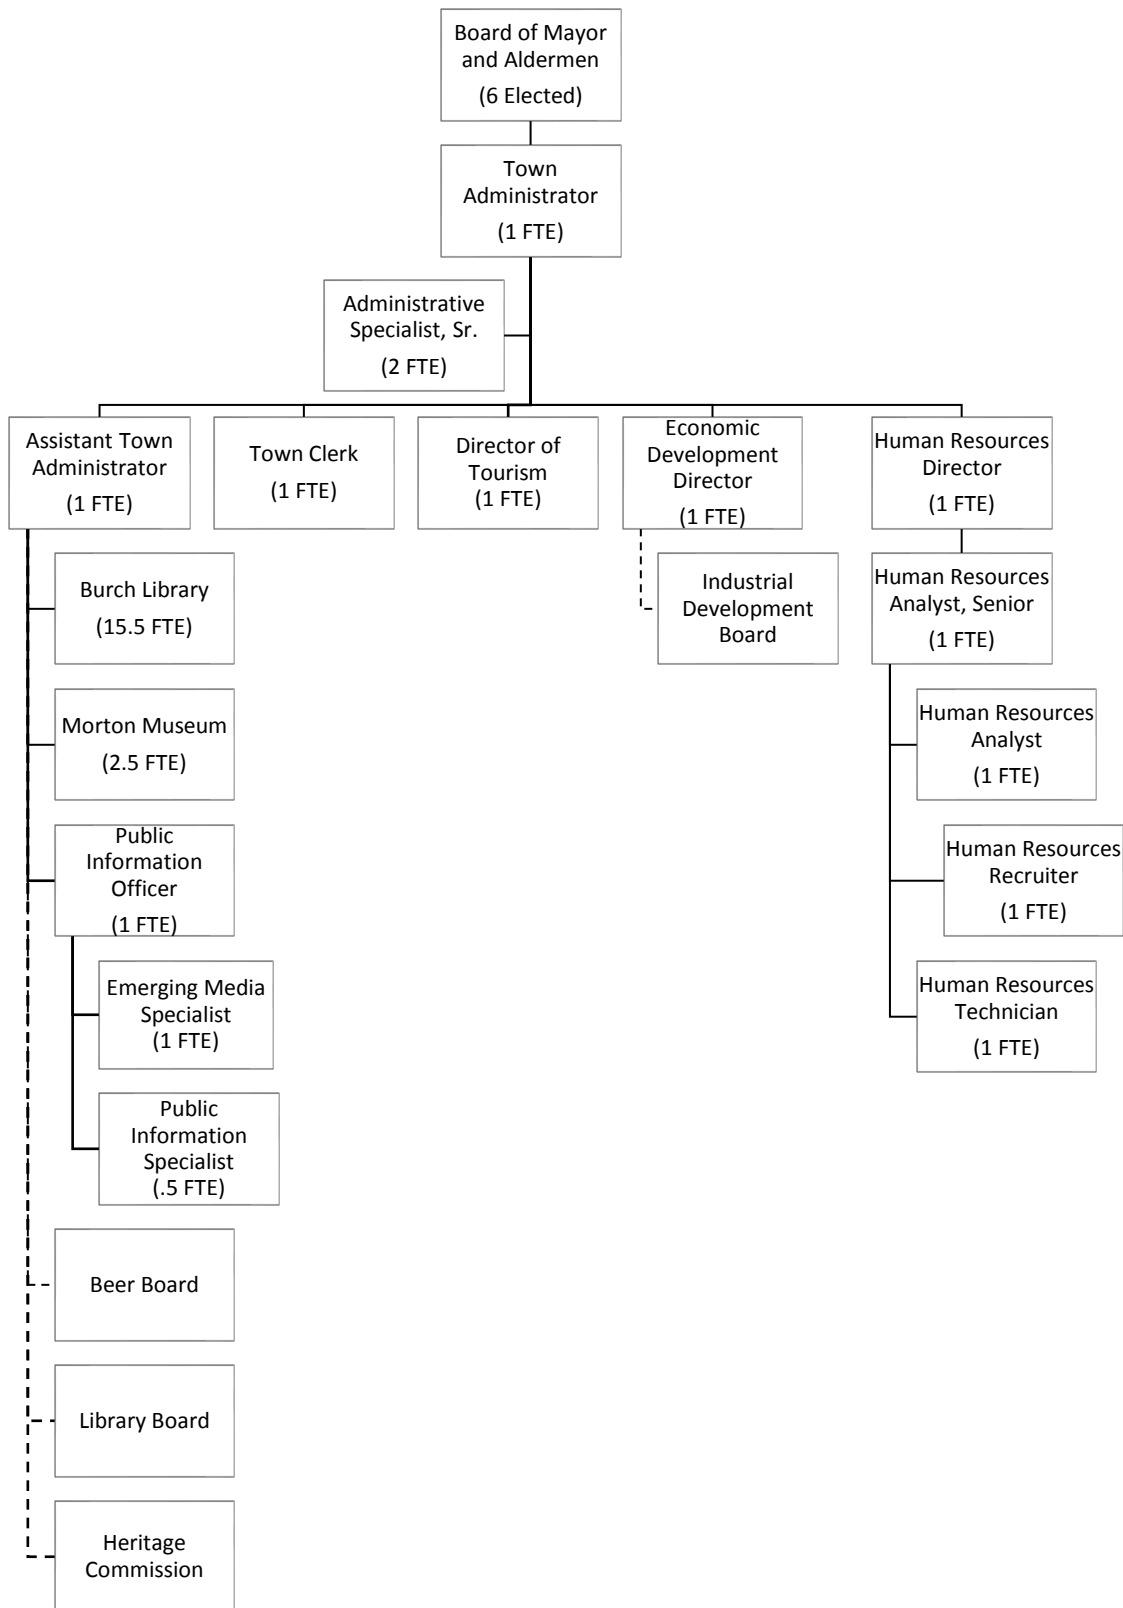 Board of Mayor
and Aldermen
(6 Elected)
Town
Administrator
(1 FTE)
Administrative
Specialist, Sr.
(2 FTE)
Assistant Town
Administrator
(1 FTE)
Town Clerk
(1 FTE)
Director of
Tourism
(1 FTE)
Economic
Development
Director
(1 FTE)
Human Resources
Director
(1 FTE)
Burch Library
(15.5 FTE)
Morton Museum
(2.5 FTE)
Public
Information
Officer
(1 FTE)
Emerging Media
Specialist
(1 FTE)
Public
Information
Specialist
(.5 FTE)
Beer Board
Library Board
Heritage
Commission
Industrial
Development
Board
Human Resources
Analyst, Senior
(1 FTE)
Human Resources
Analyst
(1 FTE)
Human Resources
Recruiter
(1 FTE)
Human Resources
Technician
(1 FTE)